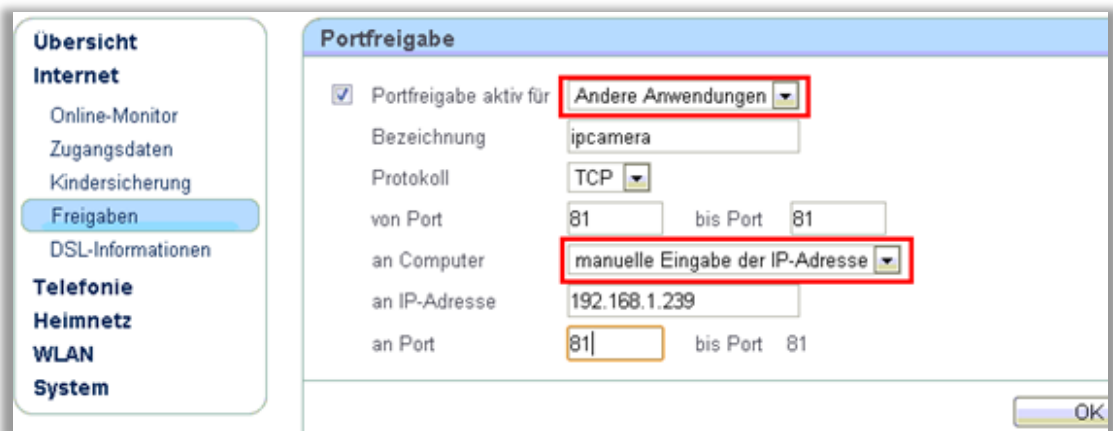 Übersicht
Internet
Online-Monitor
Zugangsdaten
Kindersicherung
Freigaben
DSL-Informationen
Telefonie
Heimnetz
WLAN
System
Portfreigabe
Portfreigabe aktiv für Andere Anwendungen
Bezeichnung ipcamera
Protokoll TCP
von Port 81 bis Port 81
an Computer manuelle Eingabe der IP-Adresse
an IP-Adresse 192.168.1.239
an Port 81 bis Port 81
OK